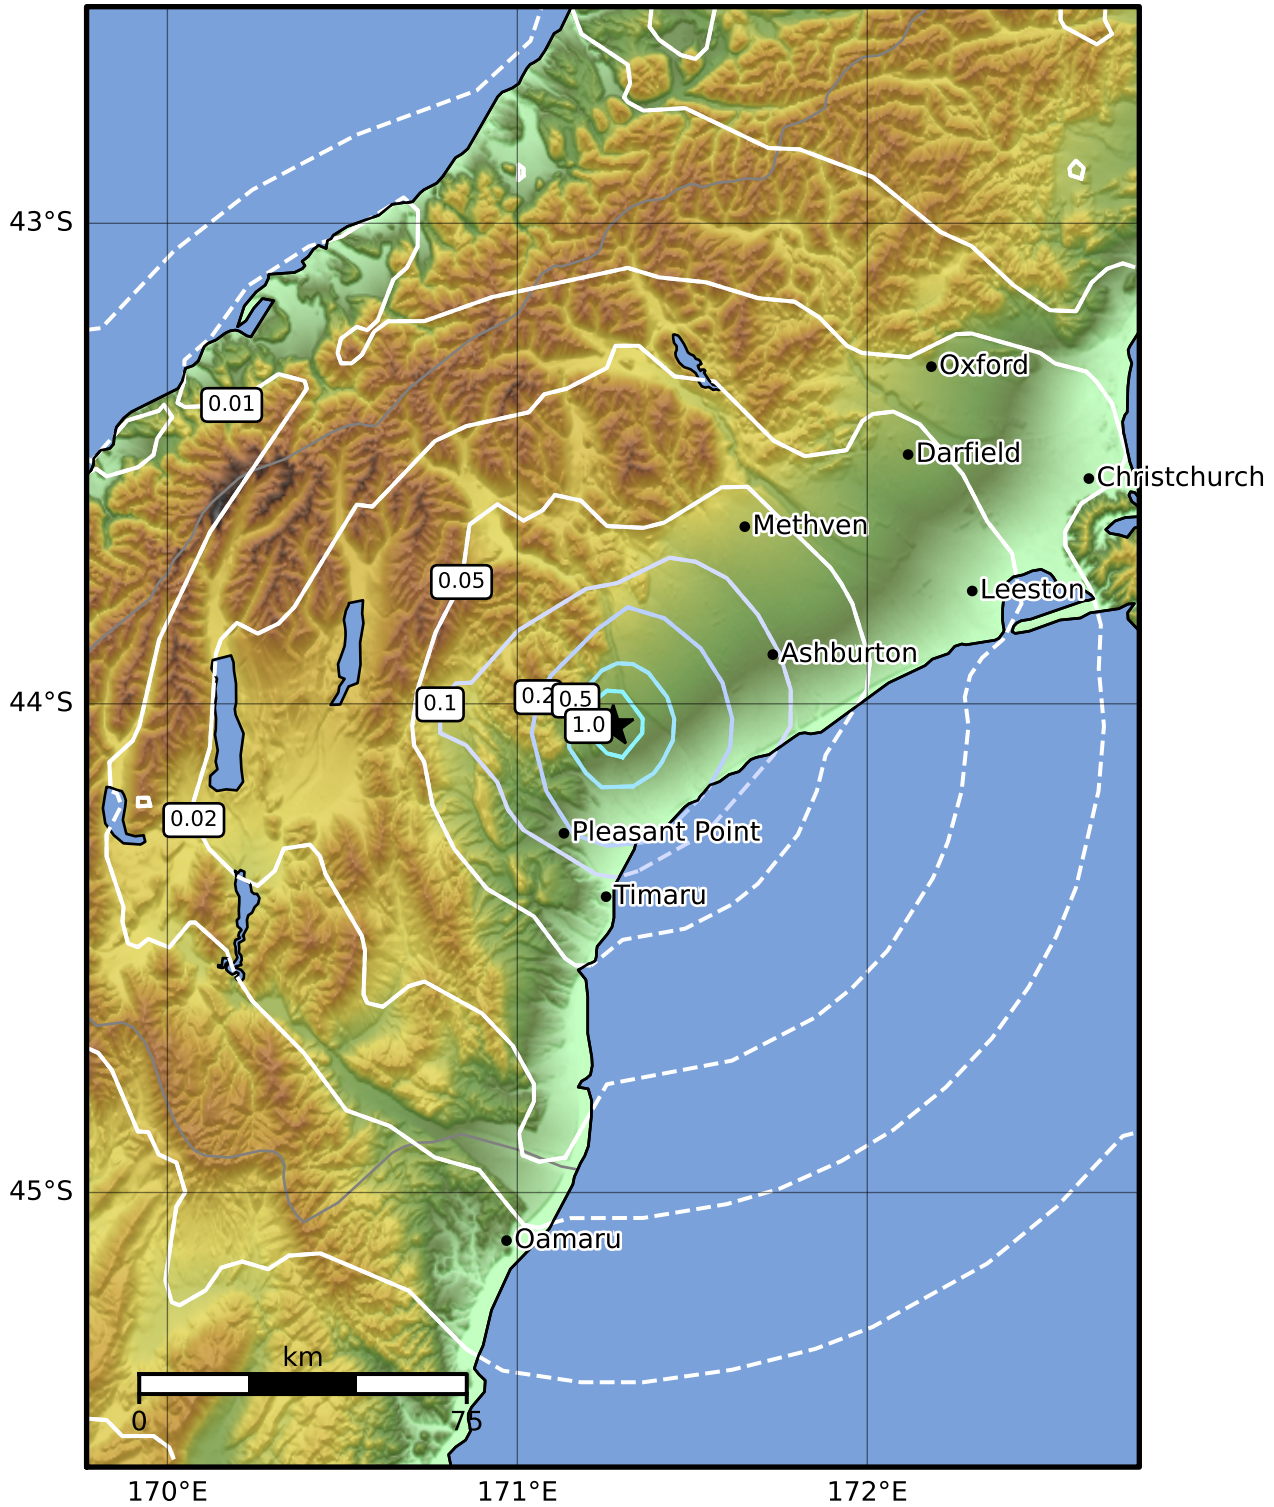 43°S
Oxford
0.01
Darfield
Christchurch
Methven
0.05
Leeston
Ashburton
44°S
0.1
0.2
0.5
1.0
0.02
Pleasant Point
Timaru
45°S
Oamaru
km
0
75
170°E
171°E
172°E